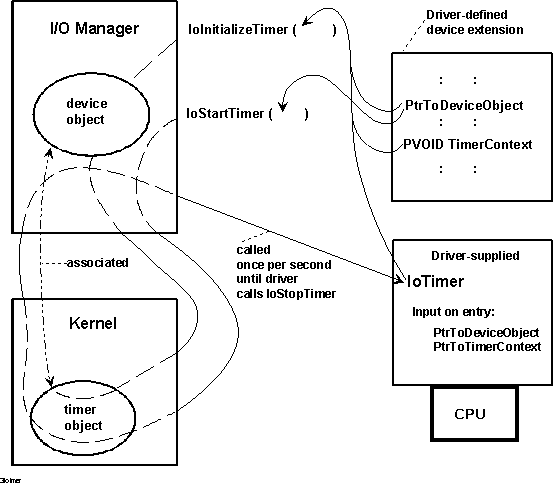 I/O Manager
IoInitializeTimer ( )
Driver-defined
device extension
device
object
IoStartTimer ( )
: :
PtrToDeviceObject
: :
PVOID TimerContext
: :
associated
called
once per second
until driver
calls IoStopTimer
Driver-supplied
IoTimer
Input on entry:
PtrToDeviceObject
PtrToTimerContext
Kernel
timer
object
CPU